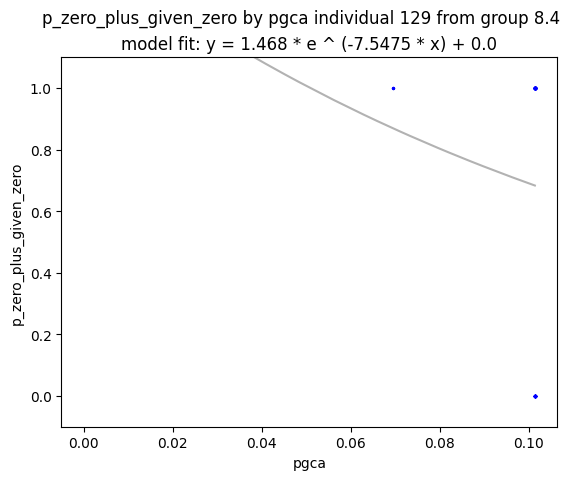 p_zero_plus_given_zero by pgca individual 129 from group 8.4
model fit: y = 1.468 * e ^ (-7.5475 * x) + 0.0
1.0
0.8
0.6
0.4
0.2
0.0
p_zero_plus_given_zero
0.00 0.02 0.04 0.06 0.08 0.10
pgca